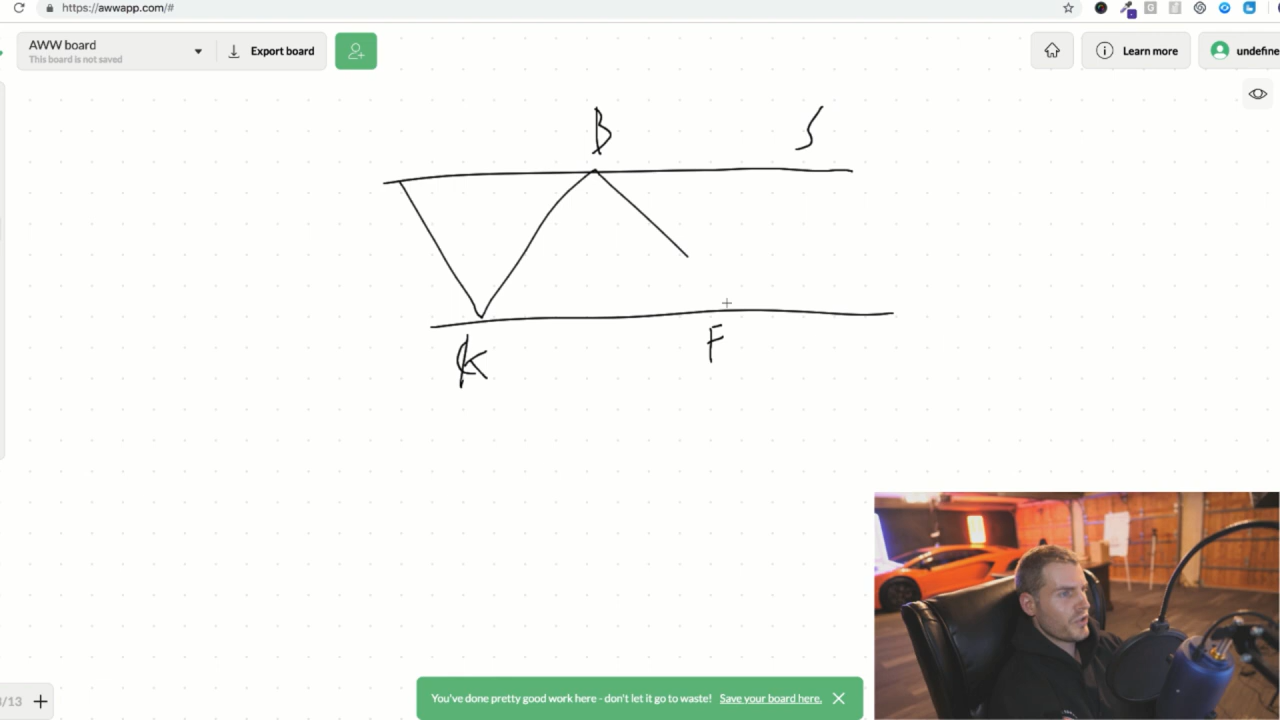 https://awwapp.com/#
AWW board
This board is not saved
Export board
Learn more
undefine
B
S
K
F
/13
You've done pretty good work here - don't let it go to waste! Save your board here.